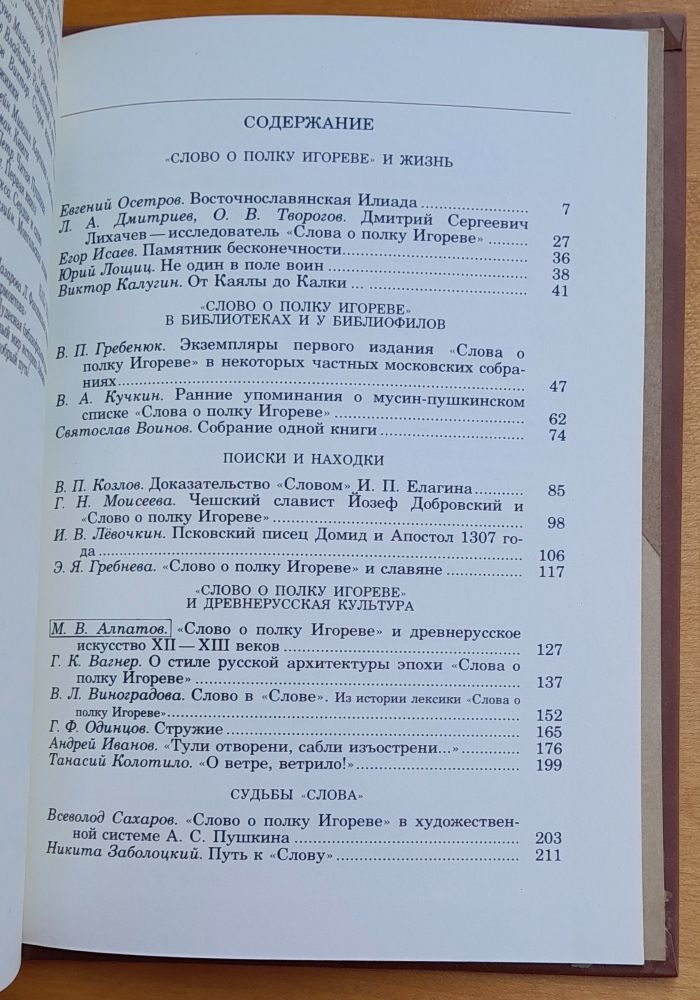 СОДЕРЖАНИЕ
«СЛОВО О ПОЛКУ ИГОРЕВЕ» И ЖИЗНЬ
Евгений Осетров. Восточнославянская Илиада ............ 7
Л. А. Дмитриев, О. В. Творогов. Дмитрий Сергеевич
Лихачев — исследователь «Слова о полку Игореве» ...... 27
Егор Исаев. Памятник бесконечности............ 36
Юрий Лощиц. Не один в поле воин ............ 38
Виктор Калугин. От Каялы до Калки ... ............ 41
«СЛОВО О ПОЛКУ ИГОРЕВЕ»
В БИБЛИОТЕКАХ И У БИБЛИОФИЛОВ
В. П. Гребенюк. Экземпляры первого издания «Слова о
полку Игореве» в некоторых частных московских собра-
ниях............ 47
В. А. Кучкин. Ранние упоминания о мусин-пушкинском
списке «Слова о полку Игореве» ............ 62
Святослав Воинов. Собрание одной книги ............ 74
ПОИСКИ И НАХОДКИ
В. П. Козлов. Доказательство «Словом» И. П. Елагина ............ 85
Г. Н. Моисеева. Чешский славист Йозеф Добровский и
«Слово о полку Игореве» ............ 98
И. В. Лёвочкин. Псковский писец Домид и Апостол 1307 го-
да ............ 106
Э. Я. Гребнева. «Слово о полку Игореве» и славяне ............ 117
«СЛОВО О ПОЛКУ ИГОРЕВЕ»
И ДРЕВНЕРУССКАЯ КУЛЬТУРА
М. В. Алпатов. «Слово о полку Игореве» и древнерусское
искусство XII — XIII веков ............ 127
Г. К. Вагнер. О стиле русской архитектуры эпохи «Слова о
полку Игореве» ............ 137
В. Л. Виноградова. Слово в «Слове». Из истории лексики «Слова о
полку Игореве»............ 152
Г. Ф. Одинцов. Стружие ............ 165
Андрей Иванов. «Тули отворени, сабли изъострени...» ............ 176
Танасий Колотило. «О ветре, ветрило!» ............ 199
СУДЬБЫ «СЛОВА»
Всеволод Сахаров. «Слово о полку Игореве» в художествен-
ной системе А. С. Пушкина ............ 203
Никита Заболоцкий. Путь к «Слову» ............ 211